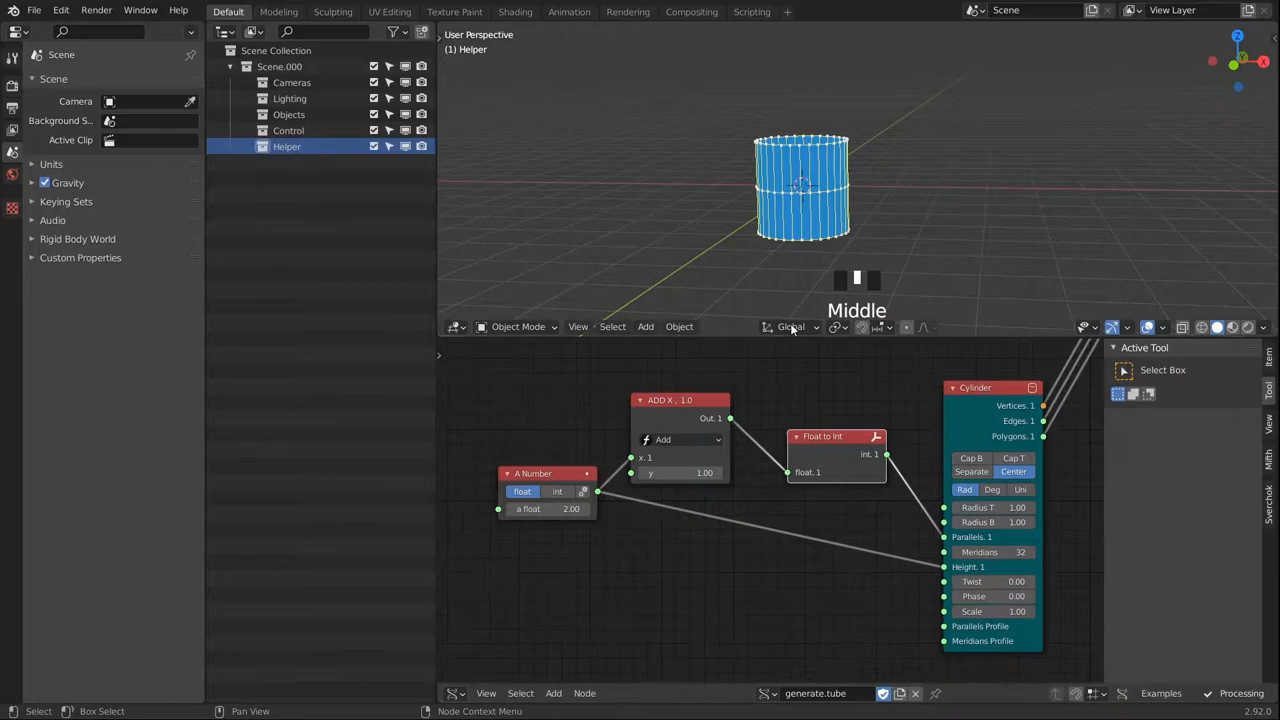 File Edit Render Window Help Default Modeling Sculpting UV Editing Texture Paint Shading Animation Rendering Compositing Scripting + Scene View Layer
Scene
Scene
Camera
Background S...
Active Clip
Units
Gravity
Keying Sets
Audio
Rigid Body World
Custom Properties
Scene Collection
Scene.000
Cameras
Lighting
Objects
Control
Helper
User Perspective
(1) Helper
Z
Y
X
Middle
Object Mode View Select Add Object Global
A Number
float int
a float 2.00
ADD X , 1.0
Out. 1
Add
x. 1
y 1.00
Float to Int
int. 1
float. 1
Cylinder
Vertices. 1
Edges. 1
Polygons. 1
Cap B Cap T
Separate Center
Rad Deg Uni
Radius T 1.00
Radius B 1.00
Parallels. 1
Meridians 32
Height. 1
Twist 0.00
Phase 0.00
Scale 1.00
Parallels Profile
Meridians Profile
Active Tool
Select Box
Item
Tool
View
Sverchok
View Select Add Node generate.tube Examples Processing
Select Box Select Pan View Node Context Menu 2.92.0